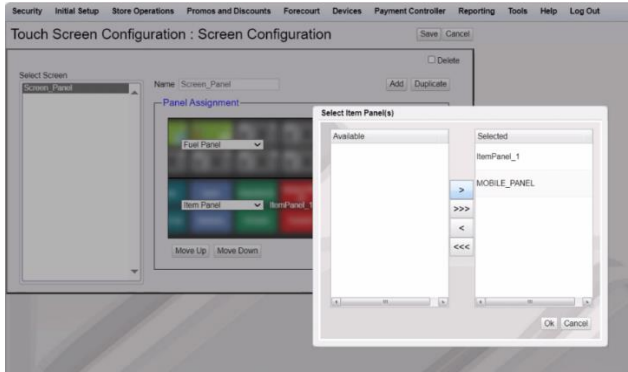 Security Initial Setup Store Operations Promos and Discounts Forecourt Devices Payment Controller Reporting Tools Help Log Out
Touch Screen Configuration : Screen Configuration
Save Cancel
Delete
Select Screen
Screen_Panel
Name Screen_Panel
Add Duplicate
Panel Assignment
Fuel Panel
Item Panel
ItemPanel_1
Move Up Move Down
Select Item Panel(s)
Available
Selected
ItemPanel_1
MOBILE_PANEL
>
>>>
<
<<<
Ok Cancel